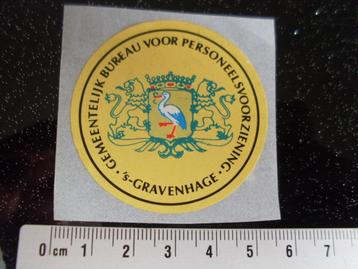 · GEMEENTELIJK BUREAU VOOR PERSONEELSVOORZIENING ·
's-GRAVENHAGE
0 cm 1 2 3 4 5 6 7